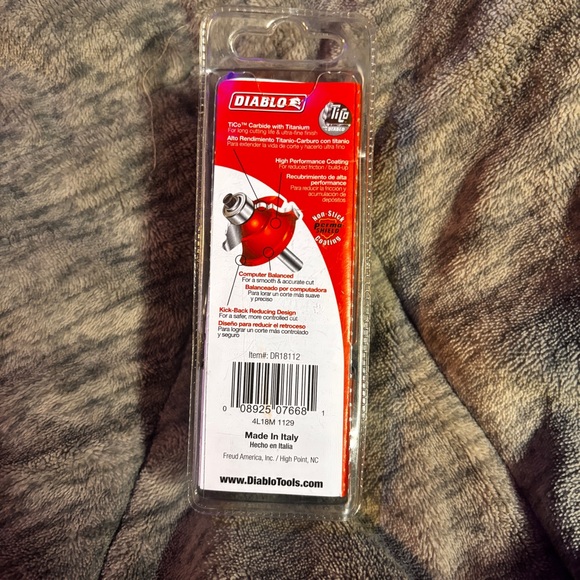 DIABLO
TiCo
DIABLO
TiCo™ Carbide with Titanium
For long cutting life & ultra-fine finish
Alto Rendimiento Titanio-Carburo con titanio
Para extender la vida de corte y hacerlo ultra fino
High Performance Coating
For reduced friction / build-up
Recubrimiento de alta
performance
Para reducir la fricción y
acumulación de
depósitos
Non-Stick
PERMA
SHIELD
Coating
Computer Balanced
For a smooth & accurate cut
Balanceado por computadora
Para lorar un corte más suave
y preciso
Kick-Back Reducing Design
For a safer, more controlled cut
Diseño para reducir el retroceso
Para lograr un corte más controlado
y seguro
Item#: DR18112
0 08925 07668 1
4L18M 1129
Made In Italy
Hecho en Italia
Freud America, Inc. / High Point, NC
www.DiabloTools.com